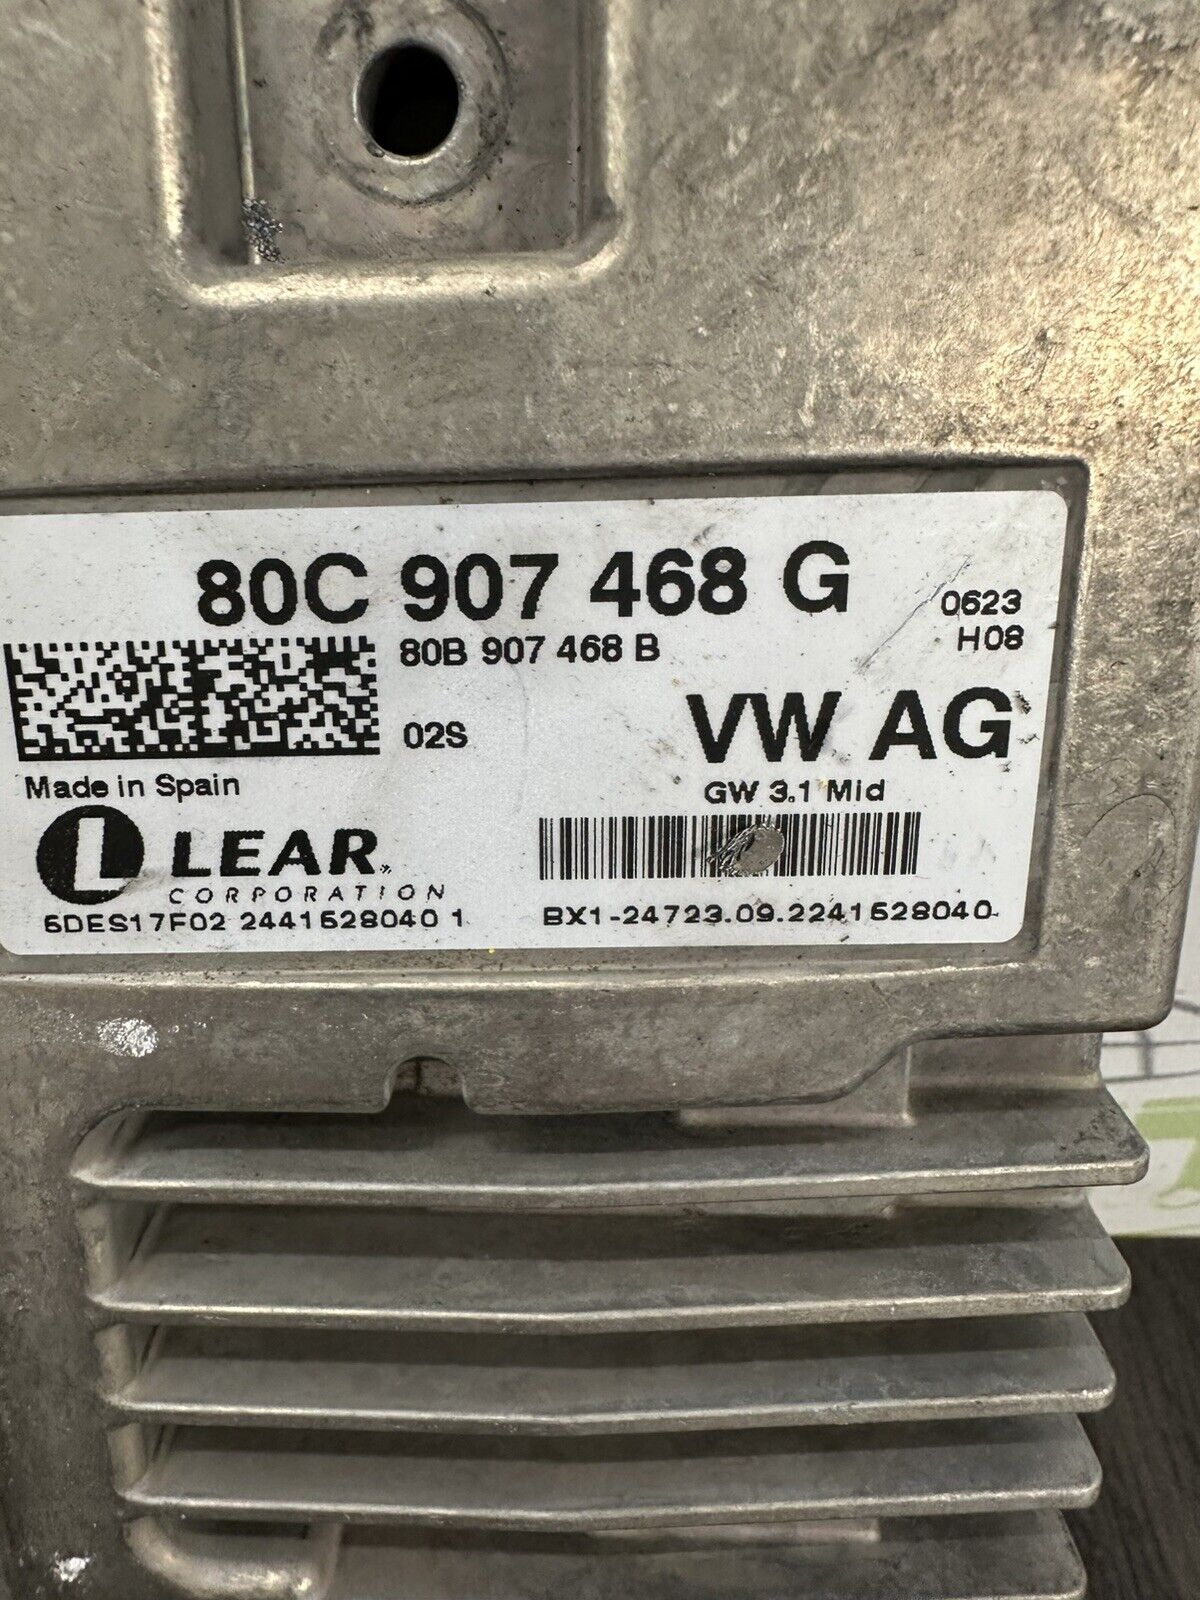 80C 907 468 G
0623
80B 907 468 B
H08
02S
VW AG
Made in Spain
GW 3.1 Mid
L LEAR
CORPORATION
5DES17F02 2441528040 1
BX1-24723.09.2241528040